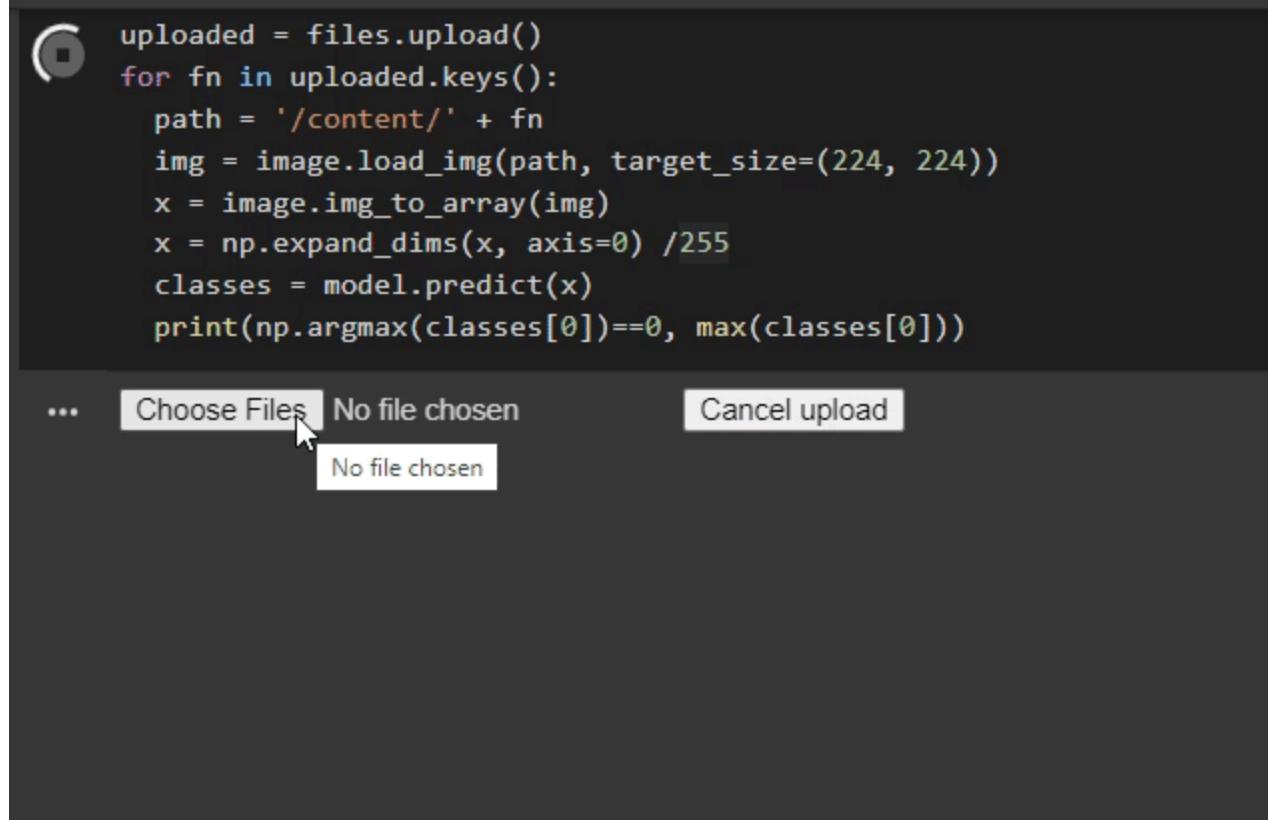 uploaded = files.upload()
for fn in uploaded.keys():
  path = '/content/' + fn
  img = image.load_img(path, target_size=(224, 224))
  x = image.img_to_array(img)
  x = np.expand_dims(x, axis=0) /255
  classes = model.predict(x)
  print(np.argmax(classes[0])==0, max(classes[0]))
Choose Files No file chosen Cancel upload
No file chosen